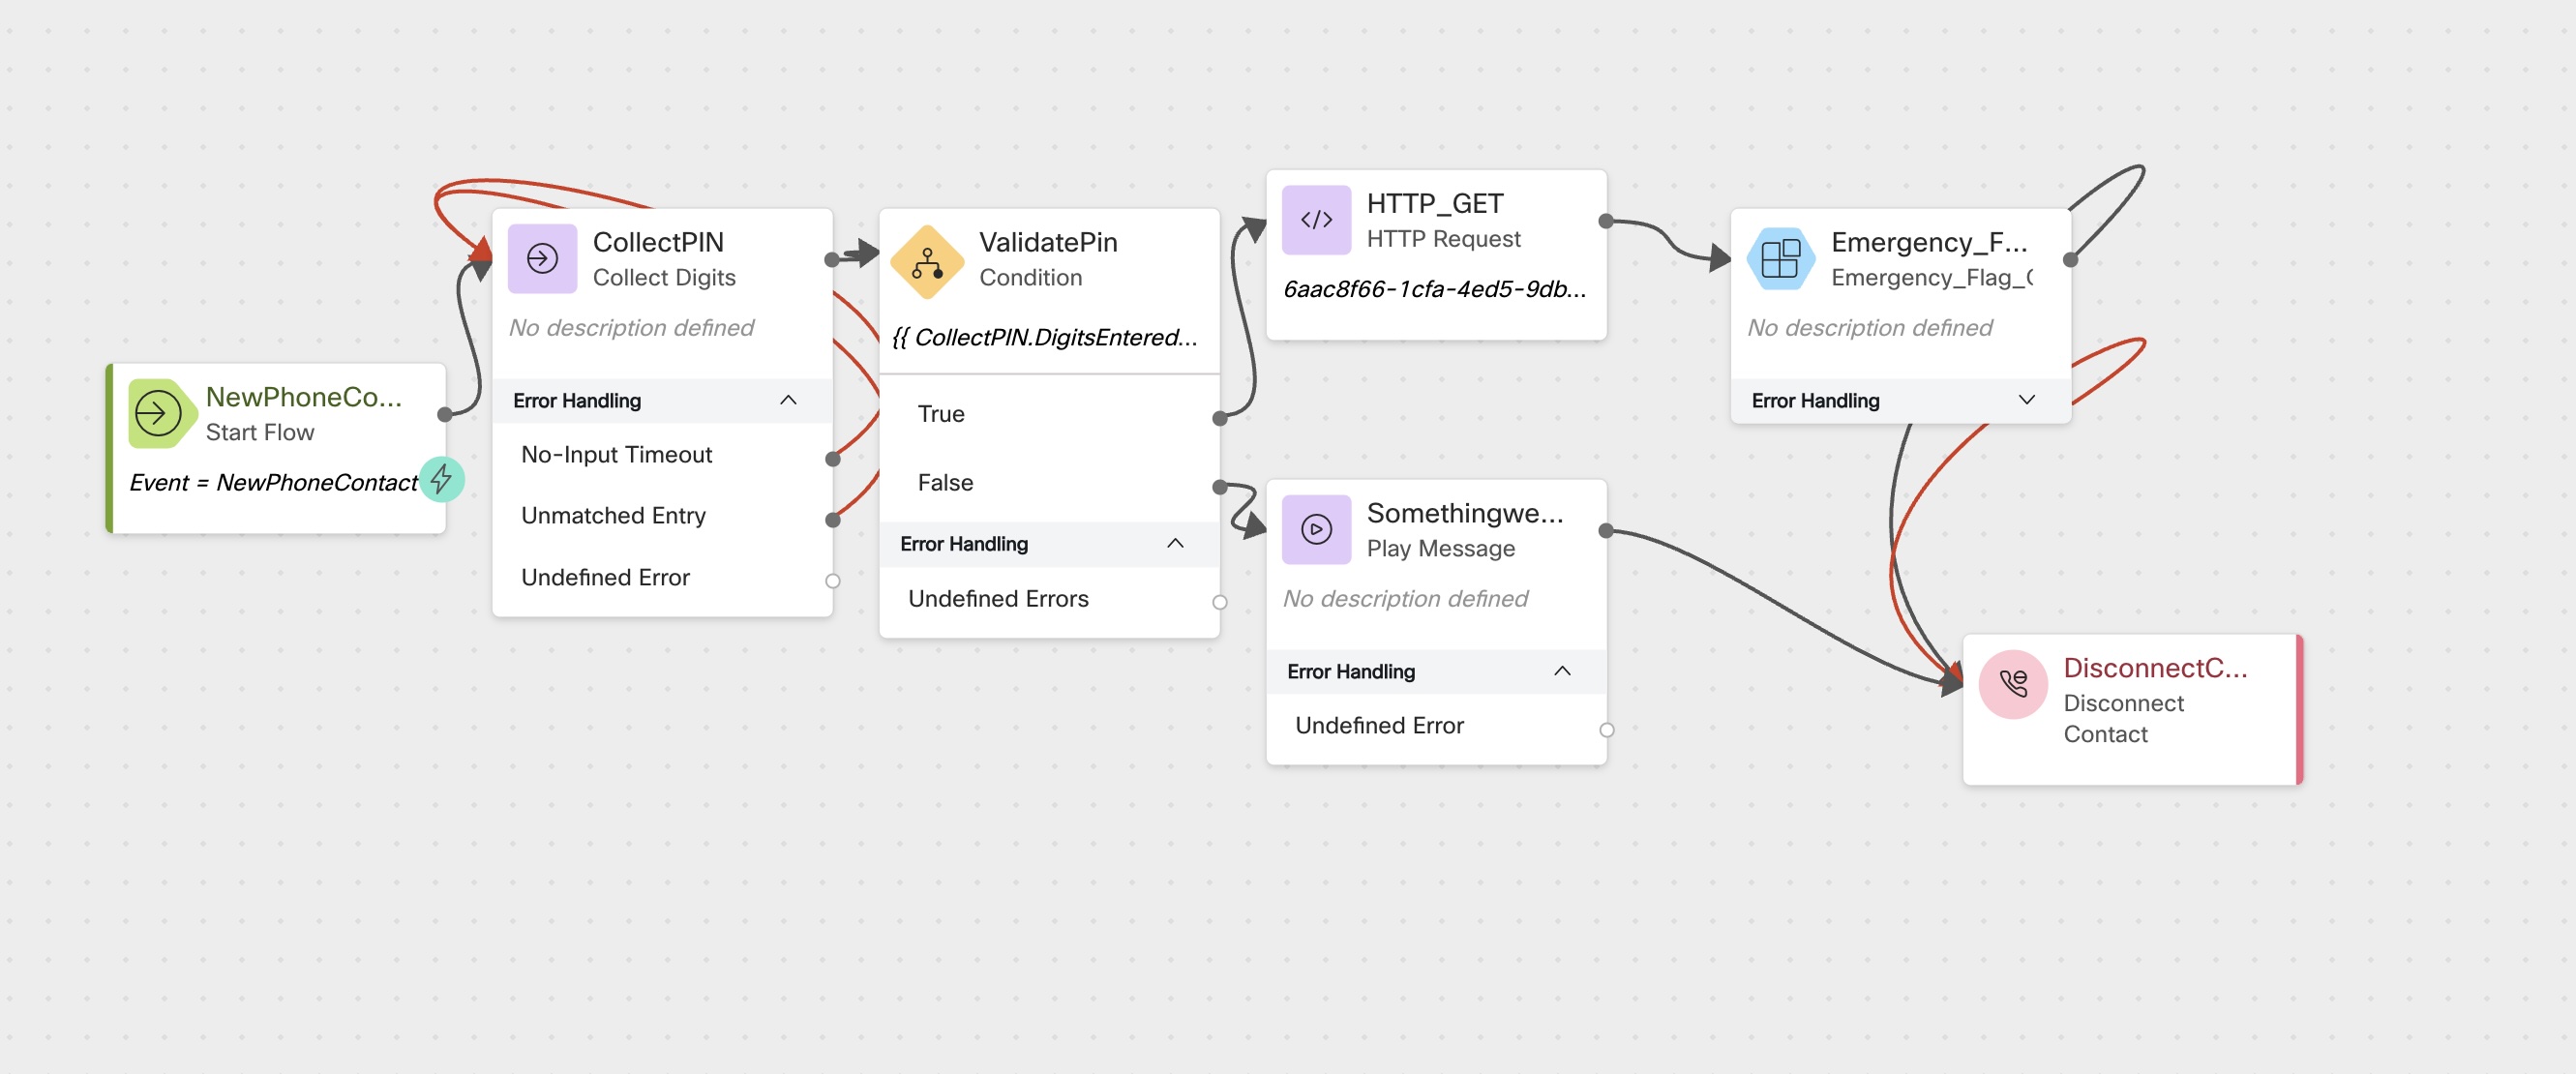 NewPhoneCo...
Start Flow
Event = NewPhoneContact
CollectPIN
Collect Digits
No description defined
Error Handling
No-Input Timeout
Unmatched Entry
Undefined Error
ValidatePin
Condition
{{ CollectPIN.DigitsEntered...
True
False
Error Handling
Undefined Errors
HTTP_GET
HTTP Request
6aac8f66-1cfa-4ed5-9db...
Somethingwe...
Play Message
No description defined
Error Handling
Undefined Error
Emergency_F...
Emergency_Flag_
No description defined
Error Handling
DisconnectC...
Disconnect
Contact